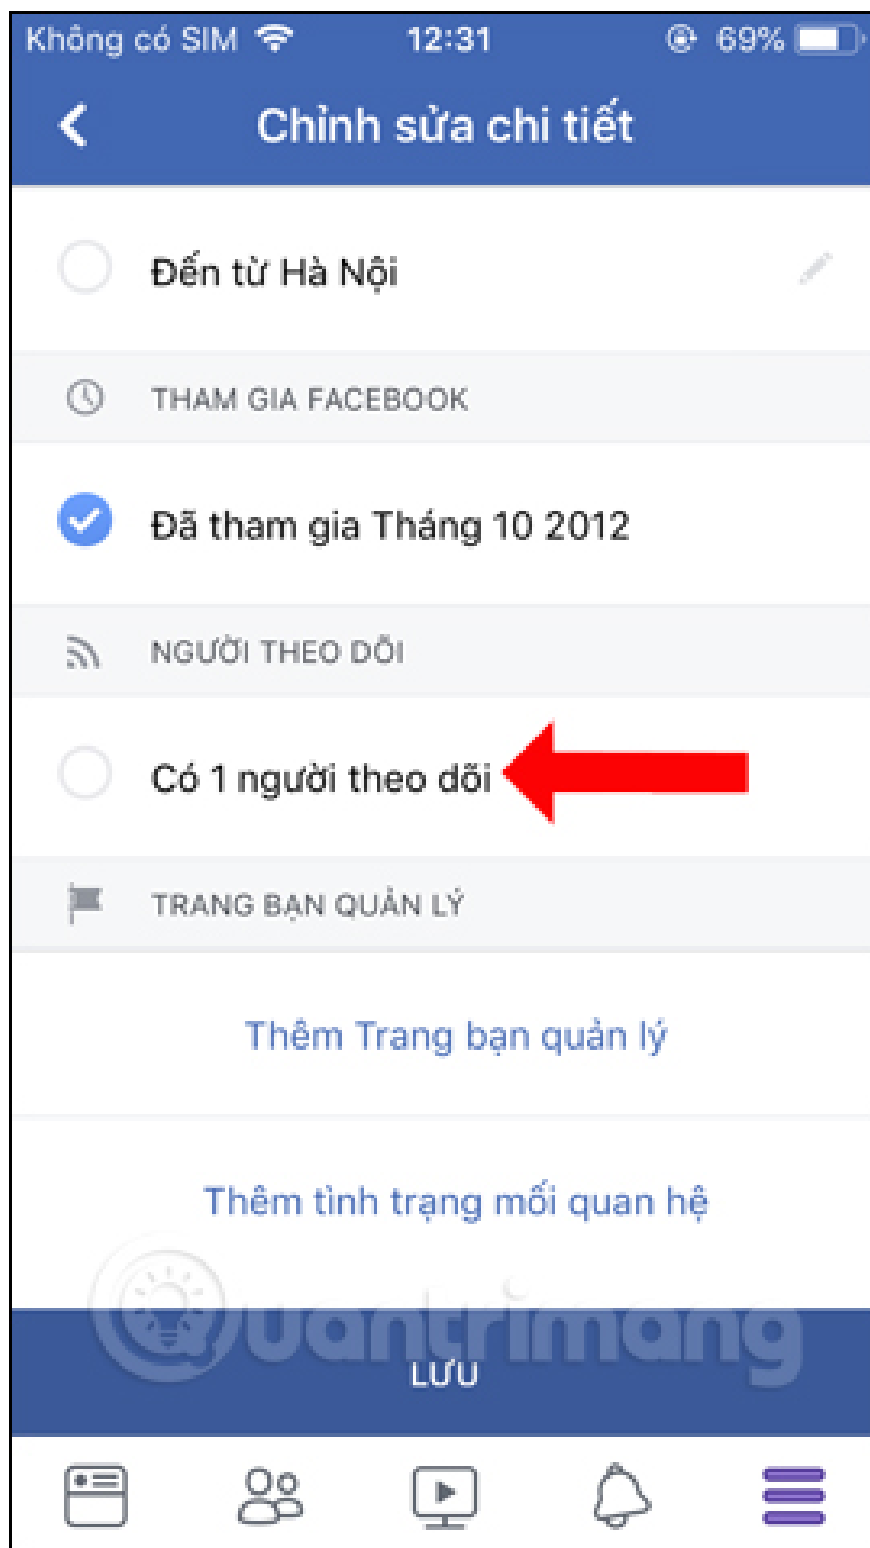 Không có SIM 12:31 69%
Chỉnh sửa chi tiết
Đến từ Hà Nội
THAM GIA FACEBOOK
Đã tham gia Tháng 10 2012
NGƯỜI THEO DÕI
Có 1 người theo dõi
TRANG BẠN QUẢN LÝ
Thêm Trang bạn quản lý
Thêm tình trạng mối quan hệ
Quantrimang
LƯU